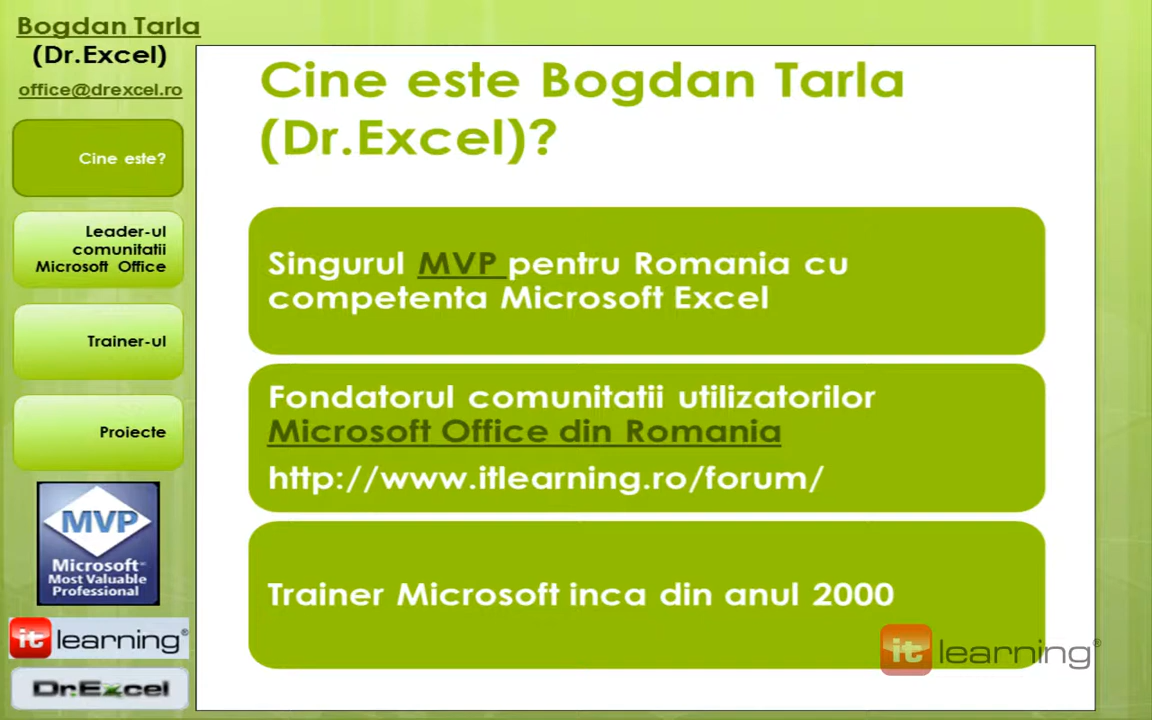 Bogdan Tarla
(Dr.Excel)
office@drexcel.ro
Cine este?
Leader-ul
comunitatii
Microsoft Office
Trainer-ul
Proiecte
MVP
Microsoft
Most Valuable
Professional
it learning®
Dr.Excel
Cine este Bogdan Tarla
(Dr.Excel)?
Singurul MVP pentru Romania cu
competenta Microsoft Excel
Fondatorul comunitatii utilizatorilor
Microsoft Office din Romania
http://www.itlearning.ro/forum/
Trainer Microsoft inca din anul 2000
it learning®